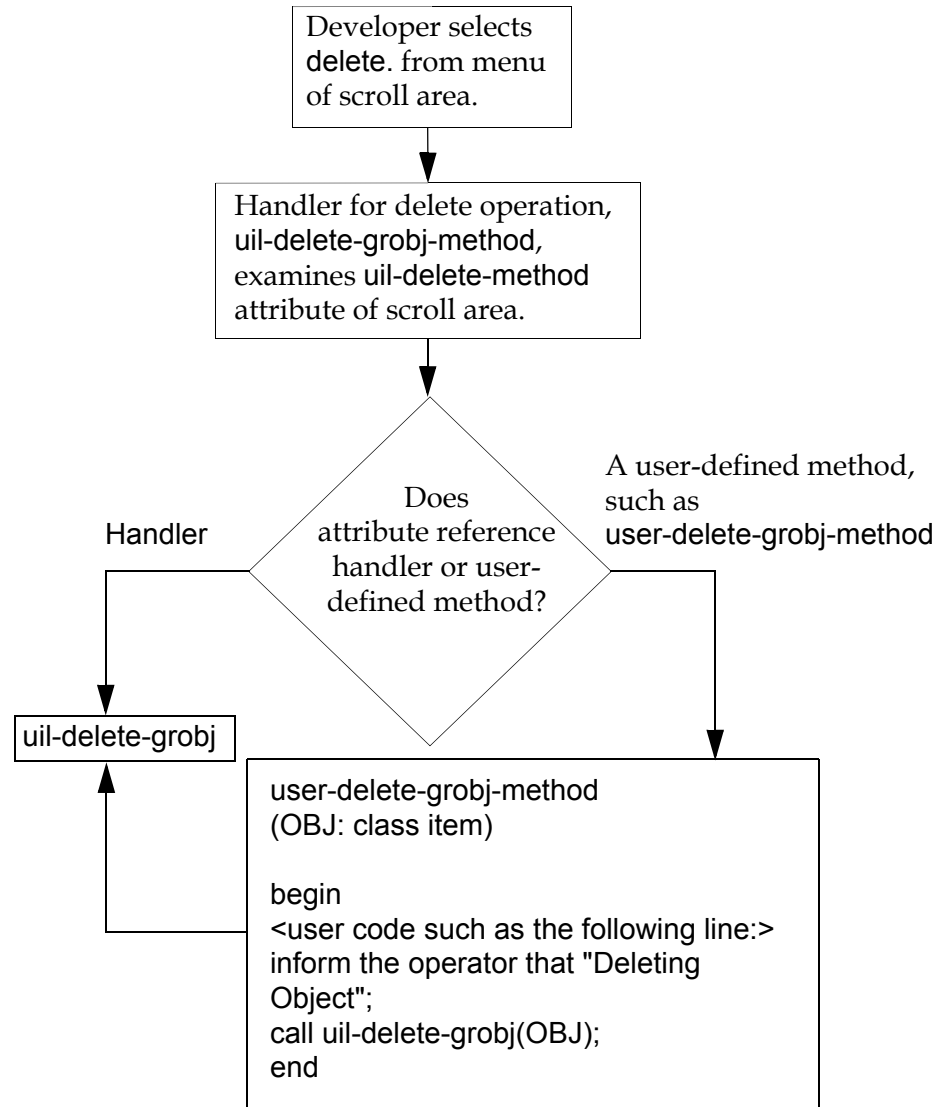 Developer selects
delete. from menu
of scroll area.
Handler for delete operation,
uil-delete-grobj-method,
examines uil-delete-method
attribute of scroll area.
Does
attribute reference
handler or user-
defined method?
Handler
A user-defined method,
such as
user-delete-grobj-method
uil-delete-grobj
user-delete-grobj-method
(OBJ: class item)
begin
<user code such as the following line:>
inform the operator that "Deleting
Object";
call uil-delete-grobj(OBJ);
end